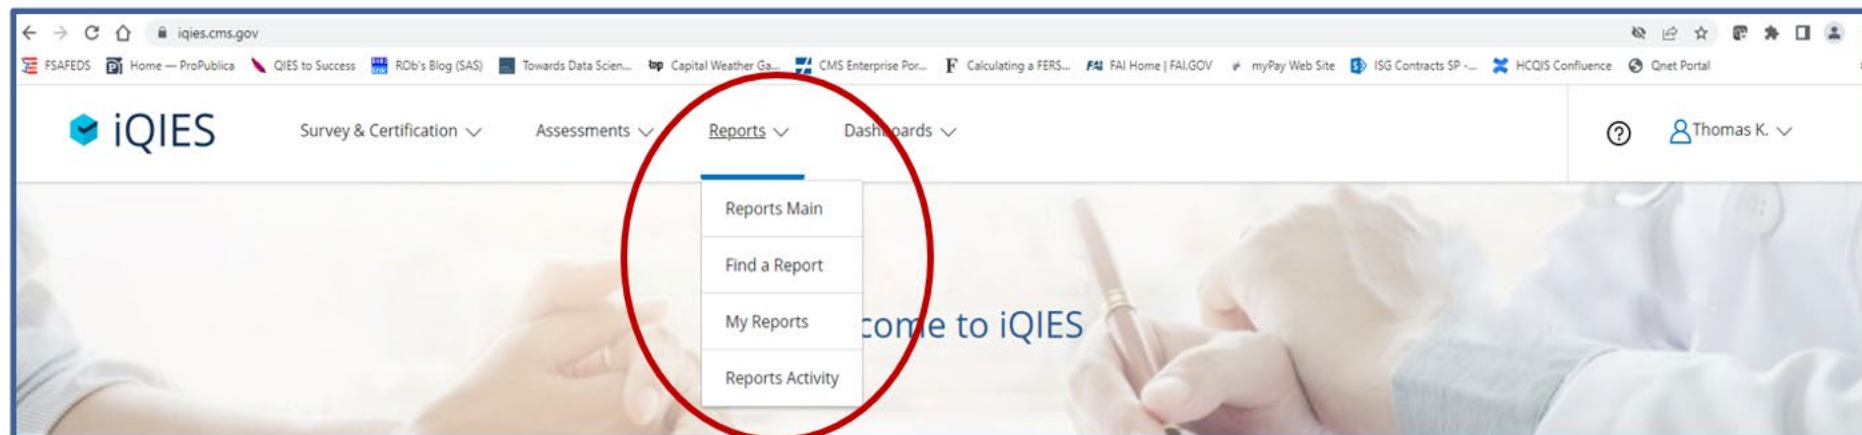 iqies.cms.gov
FSAFEDS Home — ProPublica QIES to Success ROb's Blog (SAS) Towards Data Scien... wp Capital Weather Ga... CMS Enterprise Por... F Calculating a FERS... FAI FAI Home | FAI.GOV myPay Web Site ISG Contracts SP -... HCQIS Confluence Qnet Portal
iQIES Survey & Certification Assessments Reports Dashboards ? Thomas K.
Reports Main
Find a Report
My Reports
come to iQIES
Reports Activity